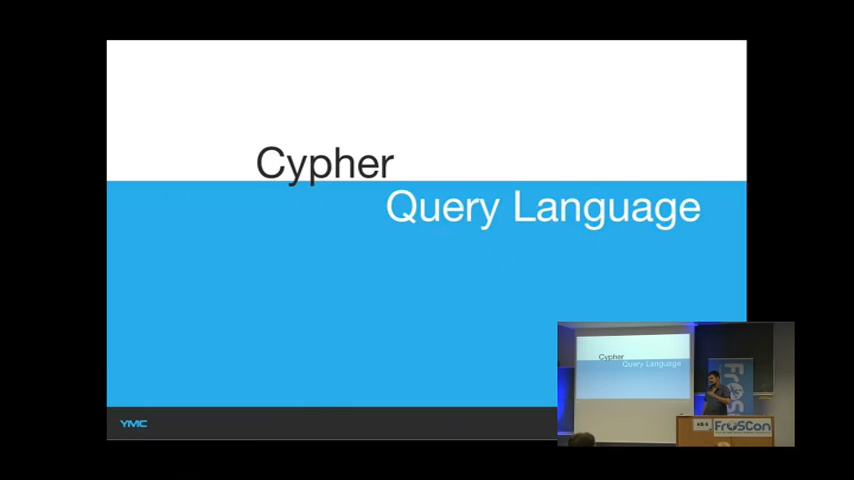 Cypher
Query Language
YMC
Cypher
Query Language
FrOSCon